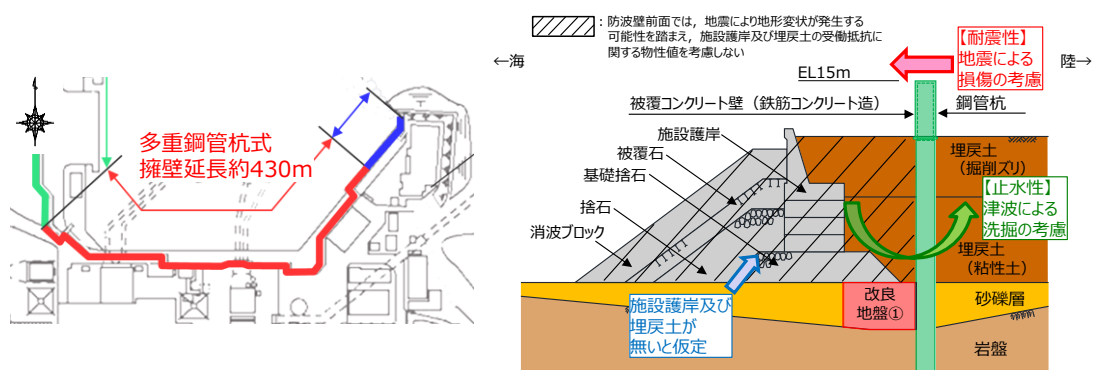 多重鋼管杭式
擁壁延長約430m
：防波壁前面では，地震により地形変状が発生する
可能性を踏まえ，施設護岸及び埋戻土の受働抵抗に
関する物性値を考慮しない
←海
陸→
【耐震性】
地震による
損傷の考慮
EL15m
被覆コンクリート壁（鉄筋コンクリート造）
鋼管杭
施設護岸
被覆石
基礎捨石
捨石
消波ブロック
埋戻土
（掘削ズリ）
【止水性】
津波による
洗掘の考慮
埋戻土
（粘性土）
施設護岸及び
埋戻土が
無いと仮定
改良
地盤①
砂礫層
岩盤